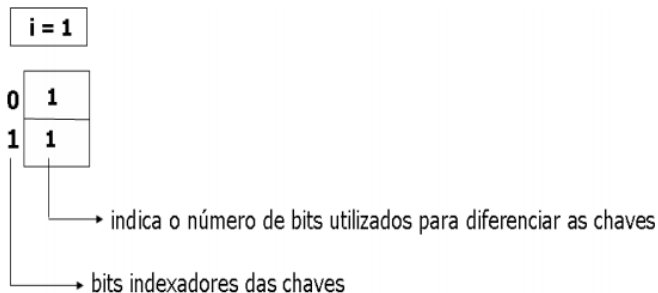 i = 1
0 1
1 1
indica o número de bits utilizados para diferenciar as chaves
bits indexadores das chaves